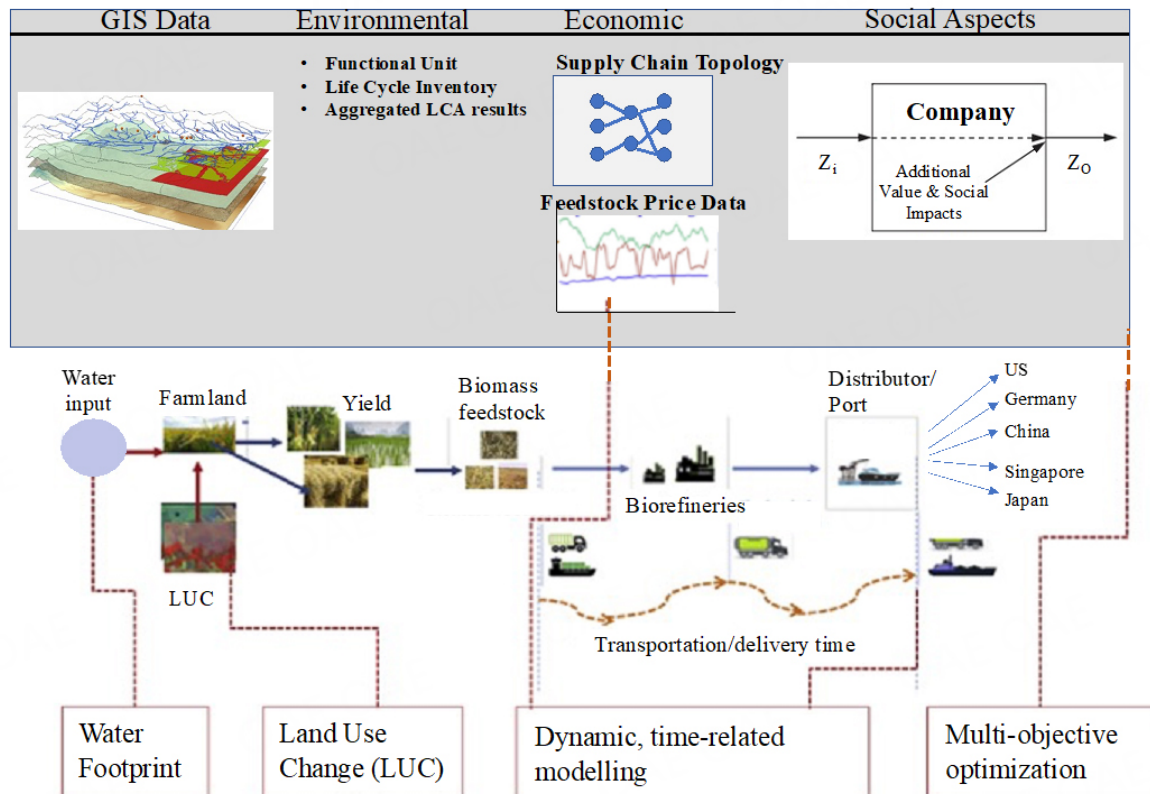 GIS Data
Environmental
Economic
Social Aspects
• Functional Unit
• Life Cycle Inventory
• Aggregated LCA results
Supply Chain Topology
Feedstock Price Data
Company
Zi
Zo
Additional
Value & Social
Impacts
Water
input
Farmland
Yield
Biomass
feedstock
Biorefineries
Distributor/
Port
US
Germany
China
Singapore
Japan
LUC
Transportation/delivery time
Water
Footprint
Land Use
Change (LUC)
Dynamic, time-related
modelling
Multi-objective
optimization